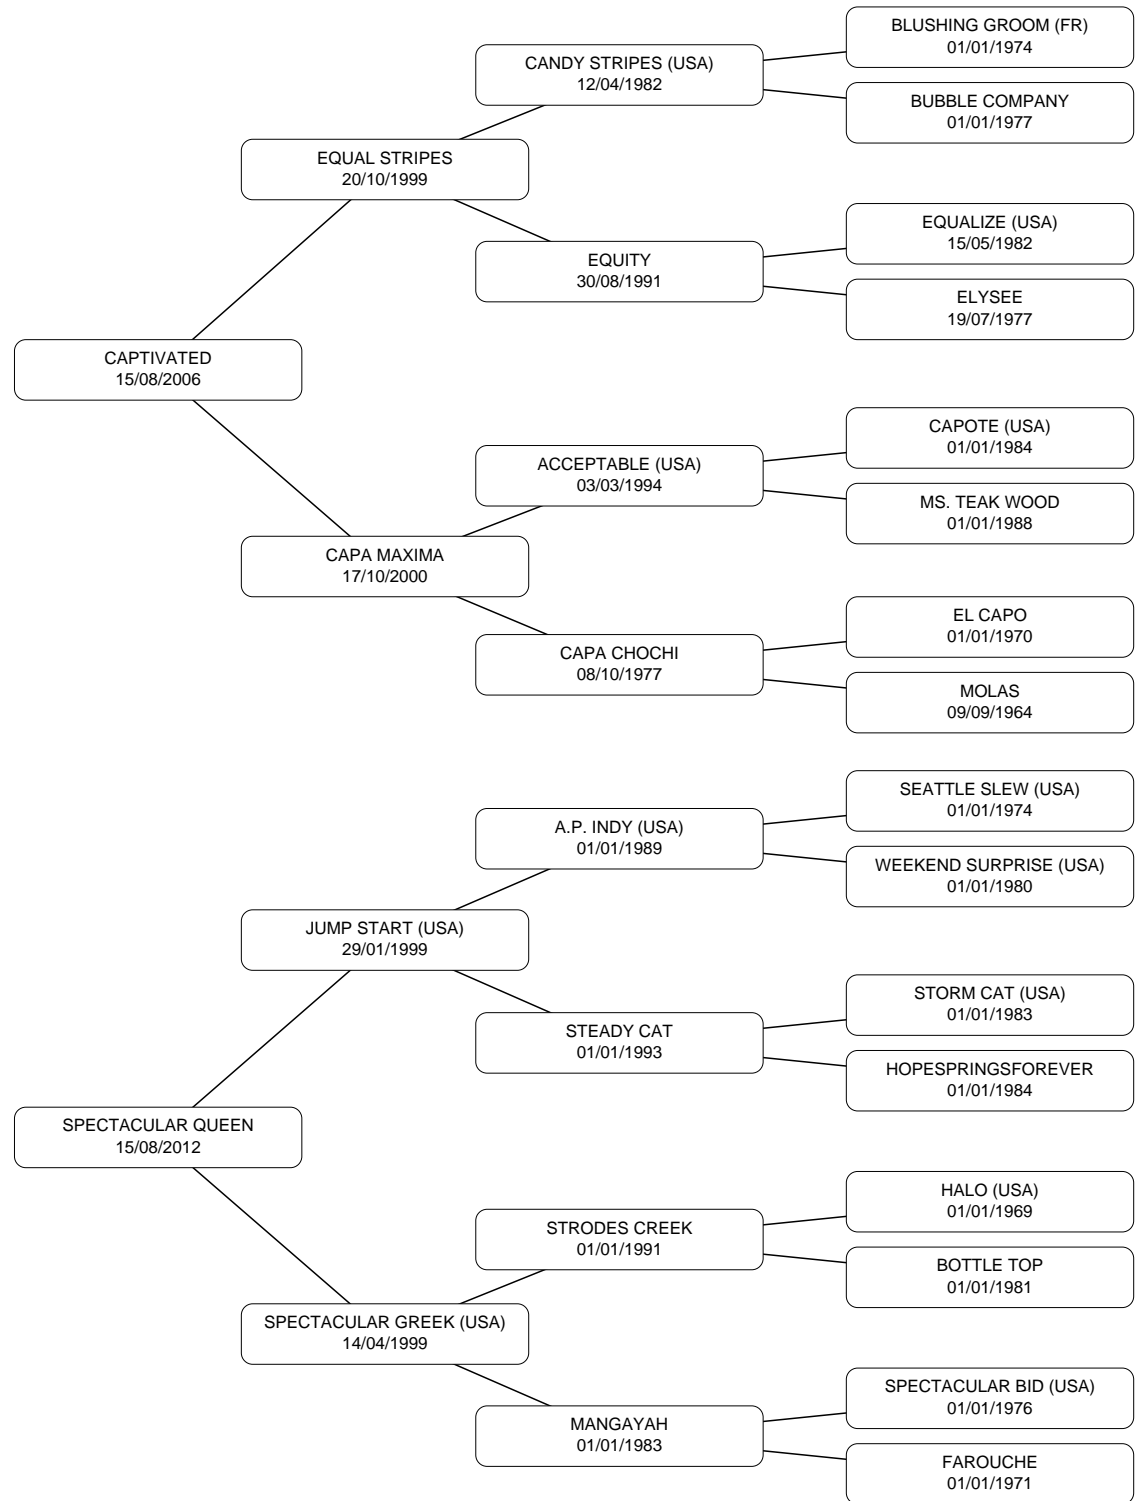 BLUSHING GROOM (FR)
01/01/1974
CANDY STRIPES (USA)
12/04/1982
BUBBLE COMPANY
01/01/1977
EQUAL STRIPES
20/10/1999
EQUALIZE (USA)
15/05/1982
EQUITY
30/08/1991
ELYSEE
19/07/1977
CAPTIVATED
15/08/2006
CAPOTE (USA)
01/01/1984
ACCEPTABLE (USA)
03/03/1994
MS. TEAK WOOD
01/01/1988
CAPA MAXIMA
17/10/2000
EL CAPO
01/01/1970
CAPA CHOCHI
08/10/1977
MOLAS
09/09/1964
SEATTLE SLEW (USA)
01/01/1974
A.P. INDY (USA)
01/01/1989
WEEKEND SURPRISE (USA)
01/01/1980
JUMP START (USA)
29/01/1999
STORM CAT (USA)
01/01/1983
STEADY CAT
01/01/1993
HOPESPRINGSFOREVER
01/01/1984
SPECTACULAR QUEEN
15/08/2012
HALO (USA)
01/01/1969
STRODES CREEK
01/01/1991
BOTTLE TOP
01/01/1981
SPECTACULAR GREEK (USA)
14/04/1999
SPECTACULAR BID (USA)
01/01/1976
MANGAYAH
01/01/1983
FAROUCHE
01/01/1971